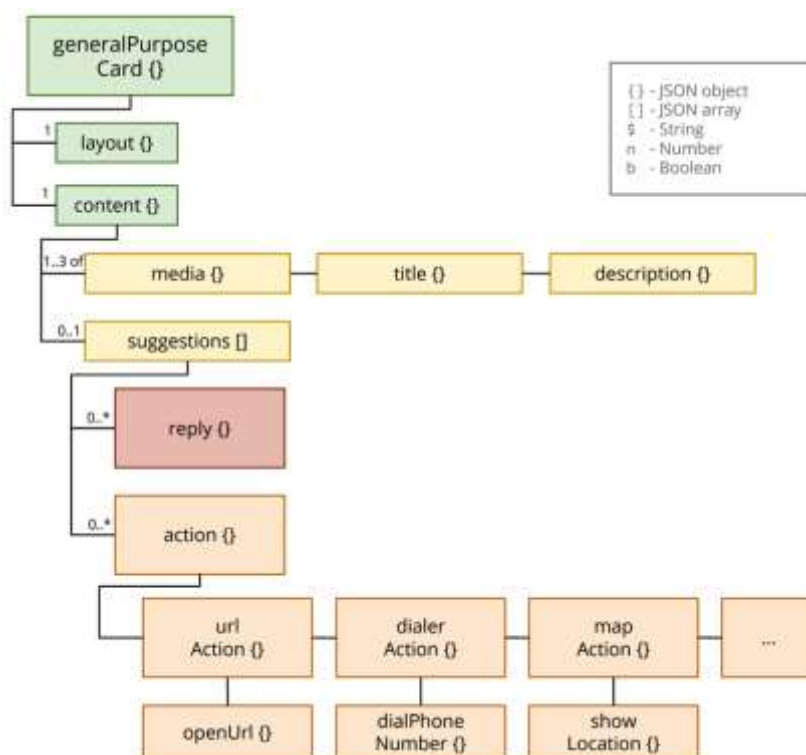 generalPurpose
Card {}
{} - JSON object
[] - JSON array
$ - String
n - Number
b - Boolean
1
layout {}
1
content {}
1..3 of
media {}
title {}
description {}
0..1
suggestions []
0..*
reply {}
0..*
action {}
url
Action {}
dialer
Action {}
map
Action {}
...
openUrl {}
dialPhone
Number {}
show
Location {}